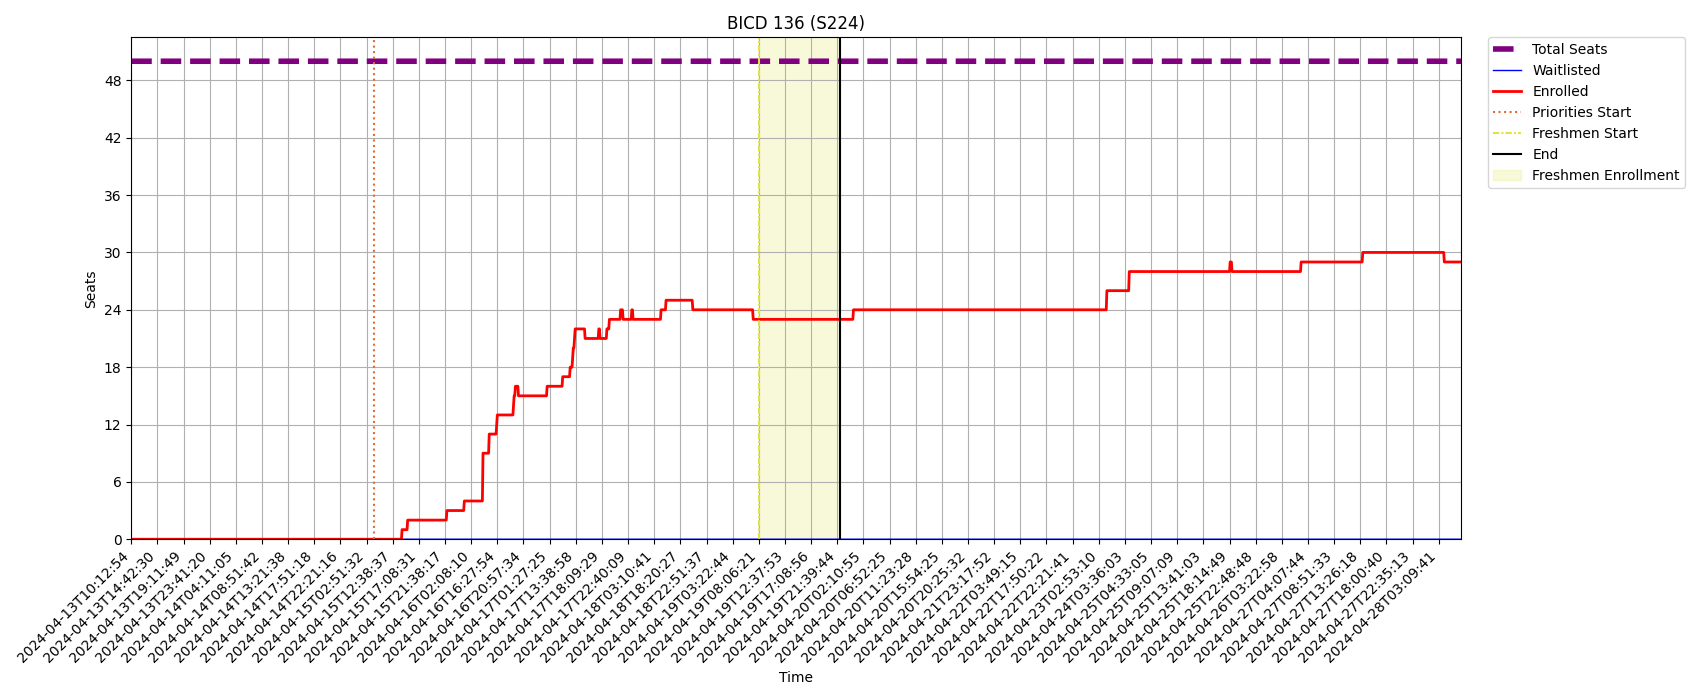 BICD 136 (S224)
Total Seats
Waitlisted
Enrolled
Priorities Start
Freshmen Start
End
Freshmen Enrollment
Seats
48
42
36
30
24
18
12
6
0
2024-04-13T10:12:54
2024-04-13T14:42:30
2024-04-13T19:11:49
2024-04-13T23:41:20
2024-04-14T04:11:05
2024-04-14T08:51:42
2024-04-14T13:21:38
2024-04-14T17:51:18
2024-04-14T22:21:16
2024-04-15T02:51:32
2024-04-15T12:38:37
2024-04-15T17:08:31
2024-04-15T21:38:17
2024-04-16T02:08:10
2024-04-16T16:27:54
2024-04-16T20:57:34
2024-04-17T01:27:25
2024-04-17T13:38:58
2024-04-17T18:09:29
2024-04-17T22:40:09
2024-04-18T03:10:41
2024-04-18T18:20:27
2024-04-18T22:51:37
2024-04-19T03:22:44
2024-04-19T08:06:21
2024-04-19T12:37:53
2024-04-19T17:08:56
2024-04-19T21:39:44
2024-04-20T02:10:55
2024-04-20T06:52:25
2024-04-20T11:23:28
2024-04-20T15:54:25
2024-04-20T20:25:32
2024-04-21T23:17:52
2024-04-22T03:49:15
2024-04-22T17:50:22
2024-04-22T22:21:41
2024-04-23T02:53:10
2024-04-24T03:36:03
2024-04-25T04:33:05
2024-04-25T09:07:09
2024-04-25T13:41:03
2024-04-25T18:14:49
2024-04-25T22:48:48
2024-04-26T03:22:58
2024-04-27T04:07:44
2024-04-27T08:51:33
2024-04-27T13:26:18
2024-04-27T18:00:40
2024-04-27T22:35:13
2024-04-28T03:09:41
Time